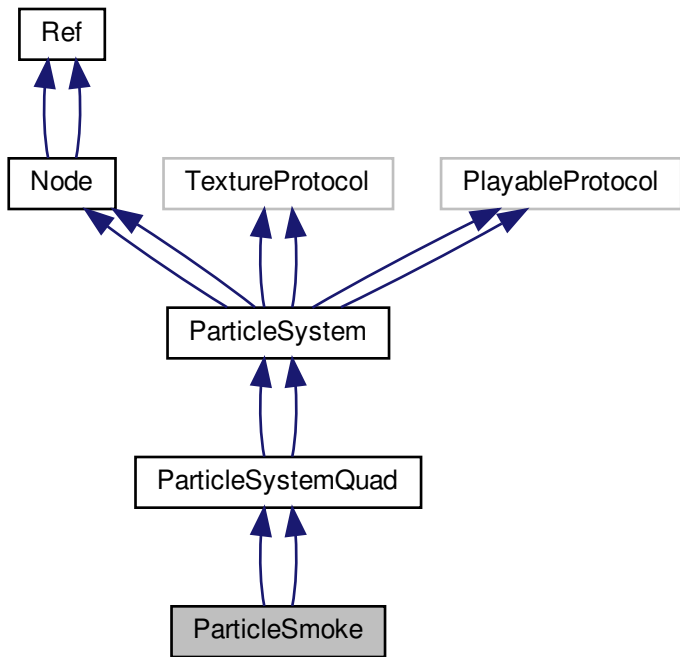 Ref
Node
TextureProtocol
PlayableProtocol
ParticleSystem
ParticleSystemQuad
ParticleSmoke